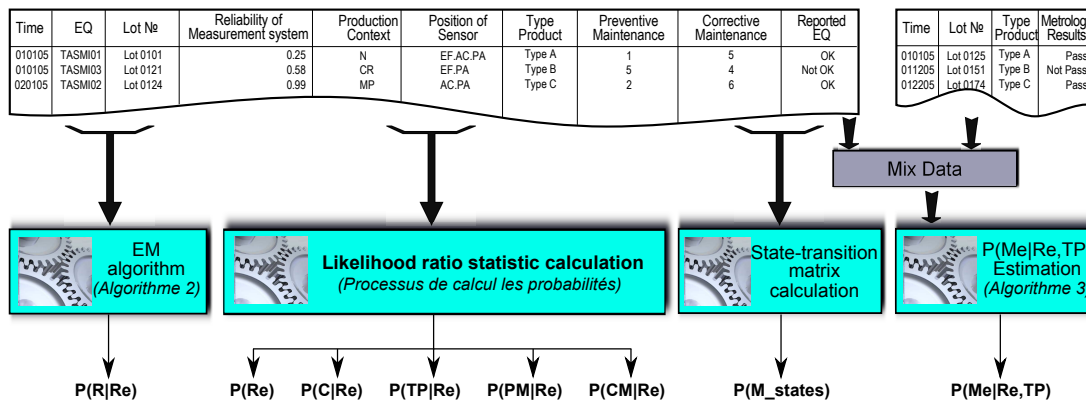 Time EQ Lot № Reliability of Measurement system Production Context Position of Sensor Type Product Preventive Maintenance Corrective Maintenance Reported EQ
010105 TASMI01 Lot 0101 0.25 N EF.AC.PA Type A 1 5 OK
010105 TASMI03 Lot 0121 0.58 CR EF.PA Type B 5 4 Not OK
020105 TASMI02 Lot 0124 0.99 MP AC.PA Type C 2 6 OK
Time Lot № Type Product Metrolog Results
010105 Lot 0125 Type A Pass
011205 Lot 0151 Type B Not Pass
012205 Lot 0174 Type C Pass
Mix Data
EM
algorithm
(Algorithme 2)
Likelihood ratio statistic calculation
(Processus de calcul les probabilités)
State-transition
matrix
calculation
P(Me|Re,TP
Estimation
(Algorithme 3
P(R|Re) P(Re) P(C|Re) P(TP|Re) P(PM|Re) P(CM|Re) P(M_states) P(Me|Re,TP)